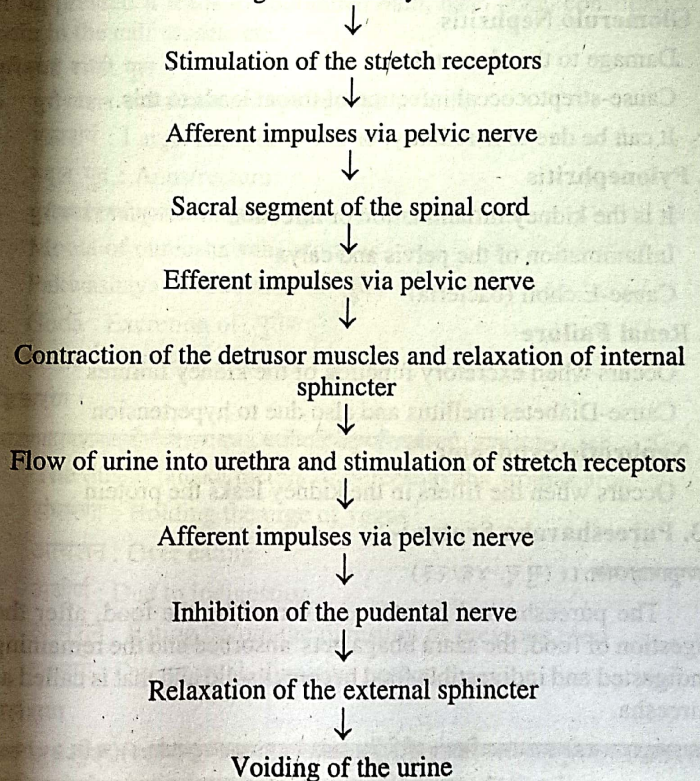 ↓
Stimulation of the stretch receptors
↓
Afferent impulses via pelvic nerve
↓
Sacral segment of the spinal cord
↓
Efferent impulses via pelvic nerve
↓
Contraction of the detrusor muscles and relaxation of internal
sphincter
↓
Flow of urine into urethra and stimulation of stretch receptors
↓
Afferent impulses via pelvic nerve
↓
Inhibition of the pudental nerve
↓
Relaxation of the external sphincter
↓
Voiding of the urine